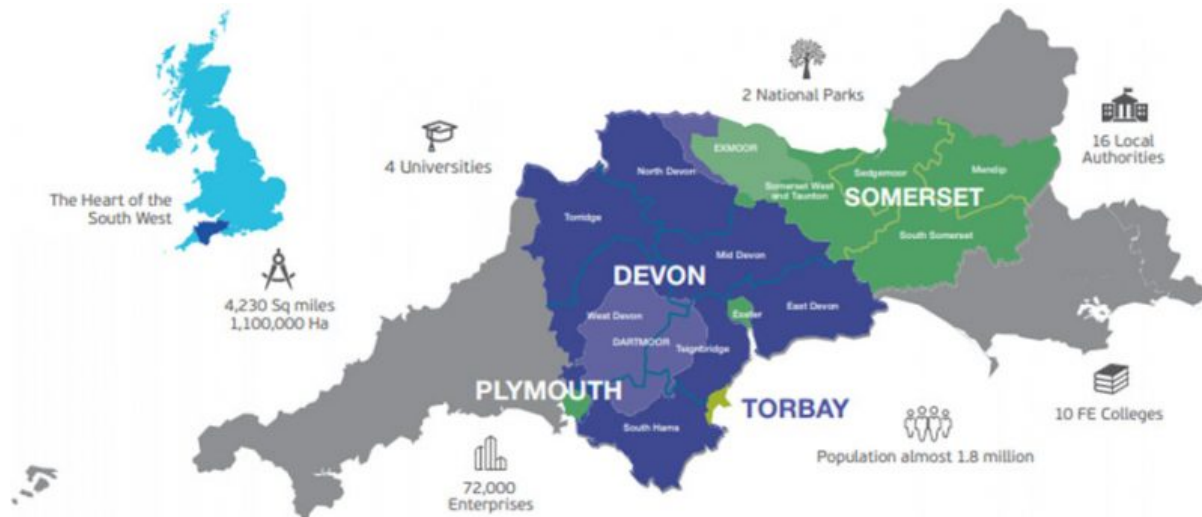 2 National Parks
16 Local
Authorities
4 Universities
The Heart of the
South West
4,230 Sq miles
1,100,000 Ha
EXMOOR
North Devon
Sedgemoor
Mendip
Somerset West
and Taunton
SOMERSET
Torridge
South Somerset
Mid Devon
DEVON
East Devon
Exeter
West Devon
DARTMOOR
Teignbridge
PLYMOUTH
TORBAY
South Hams
10 FE Colleges
Population almost 1.8 million
72,000
Enterprises